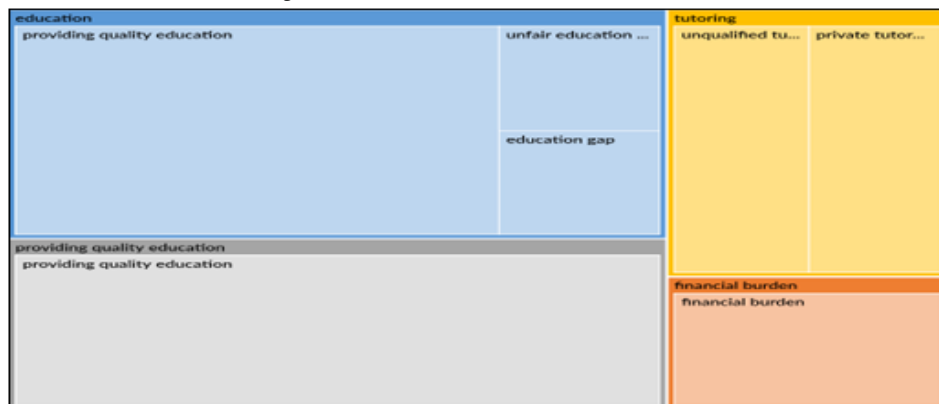 education
providing quality education
unfair education ...
education gap
tutoring
unqualified tu...
private tutor...
providing quality education
providing quality education
financial burden
financial burden